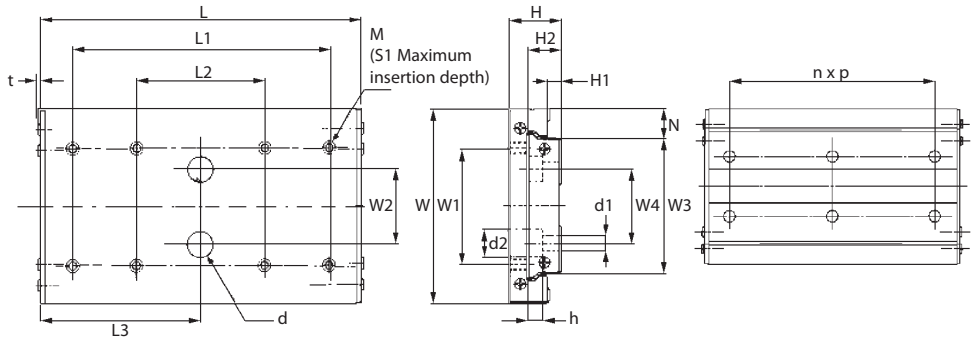 L
L1
L2
M
(S1 Maximum
insertion depth)
t
W2
L3
d
H
H2
H1
N
W
W1
W4
W3
d1
d2
h
n x p